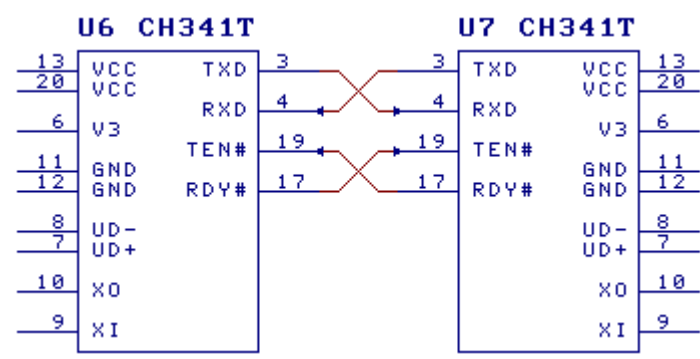 U6 CH341T U7 CH341T
13 VCC TXD 3 3 TXD VCC 13
20 VCC VCC 20
RXD 4 4 RXD
6 V3 V3 6
TEN# 19 19 TEN#
11 GND GND 11
12 GND RDY# 17 17 RDY# GND 12
8 UD- UD- 8
7 UD+ UD+ 7
10 XO XO 10
9 XI XI 9